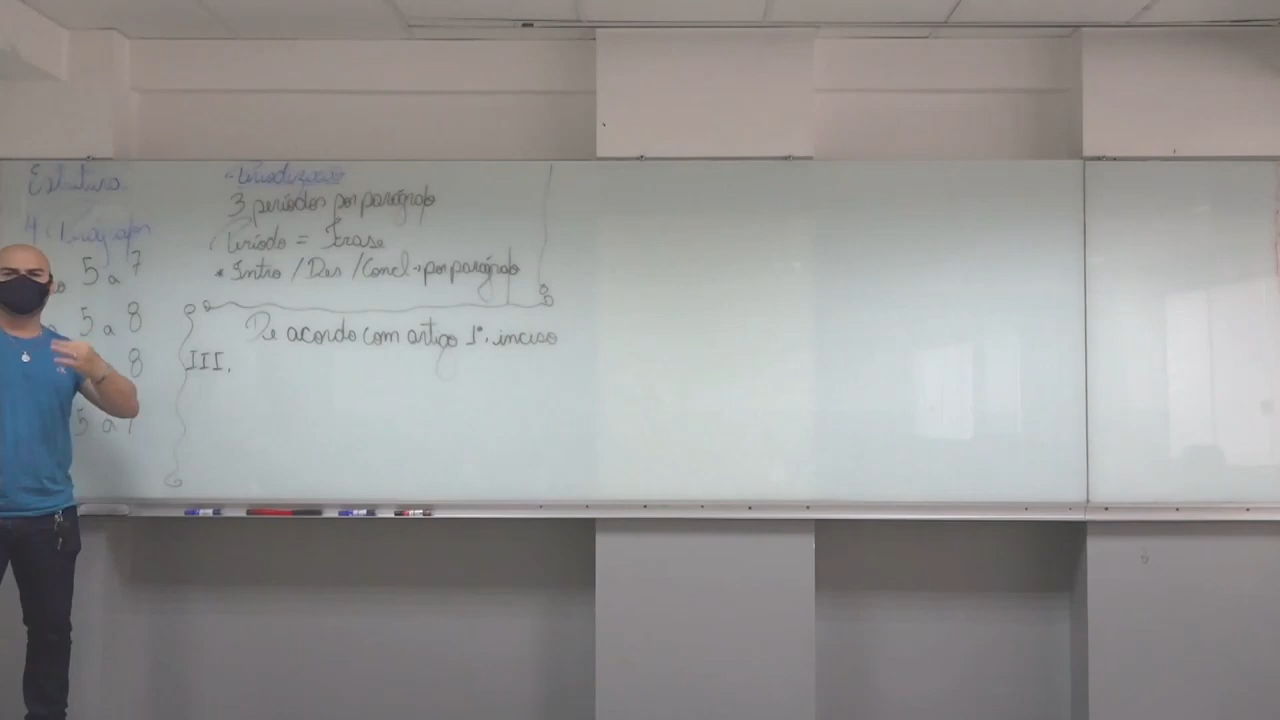 Estrutura
4 Parágrafos
5 a 7
5 a 8
8
5 a 7
- Periodização
3 períodos por parágrafo
Período = Frase
* Intro / Des / Concl → por parágrafo
De acordo com artigo 1º, inciso
III,